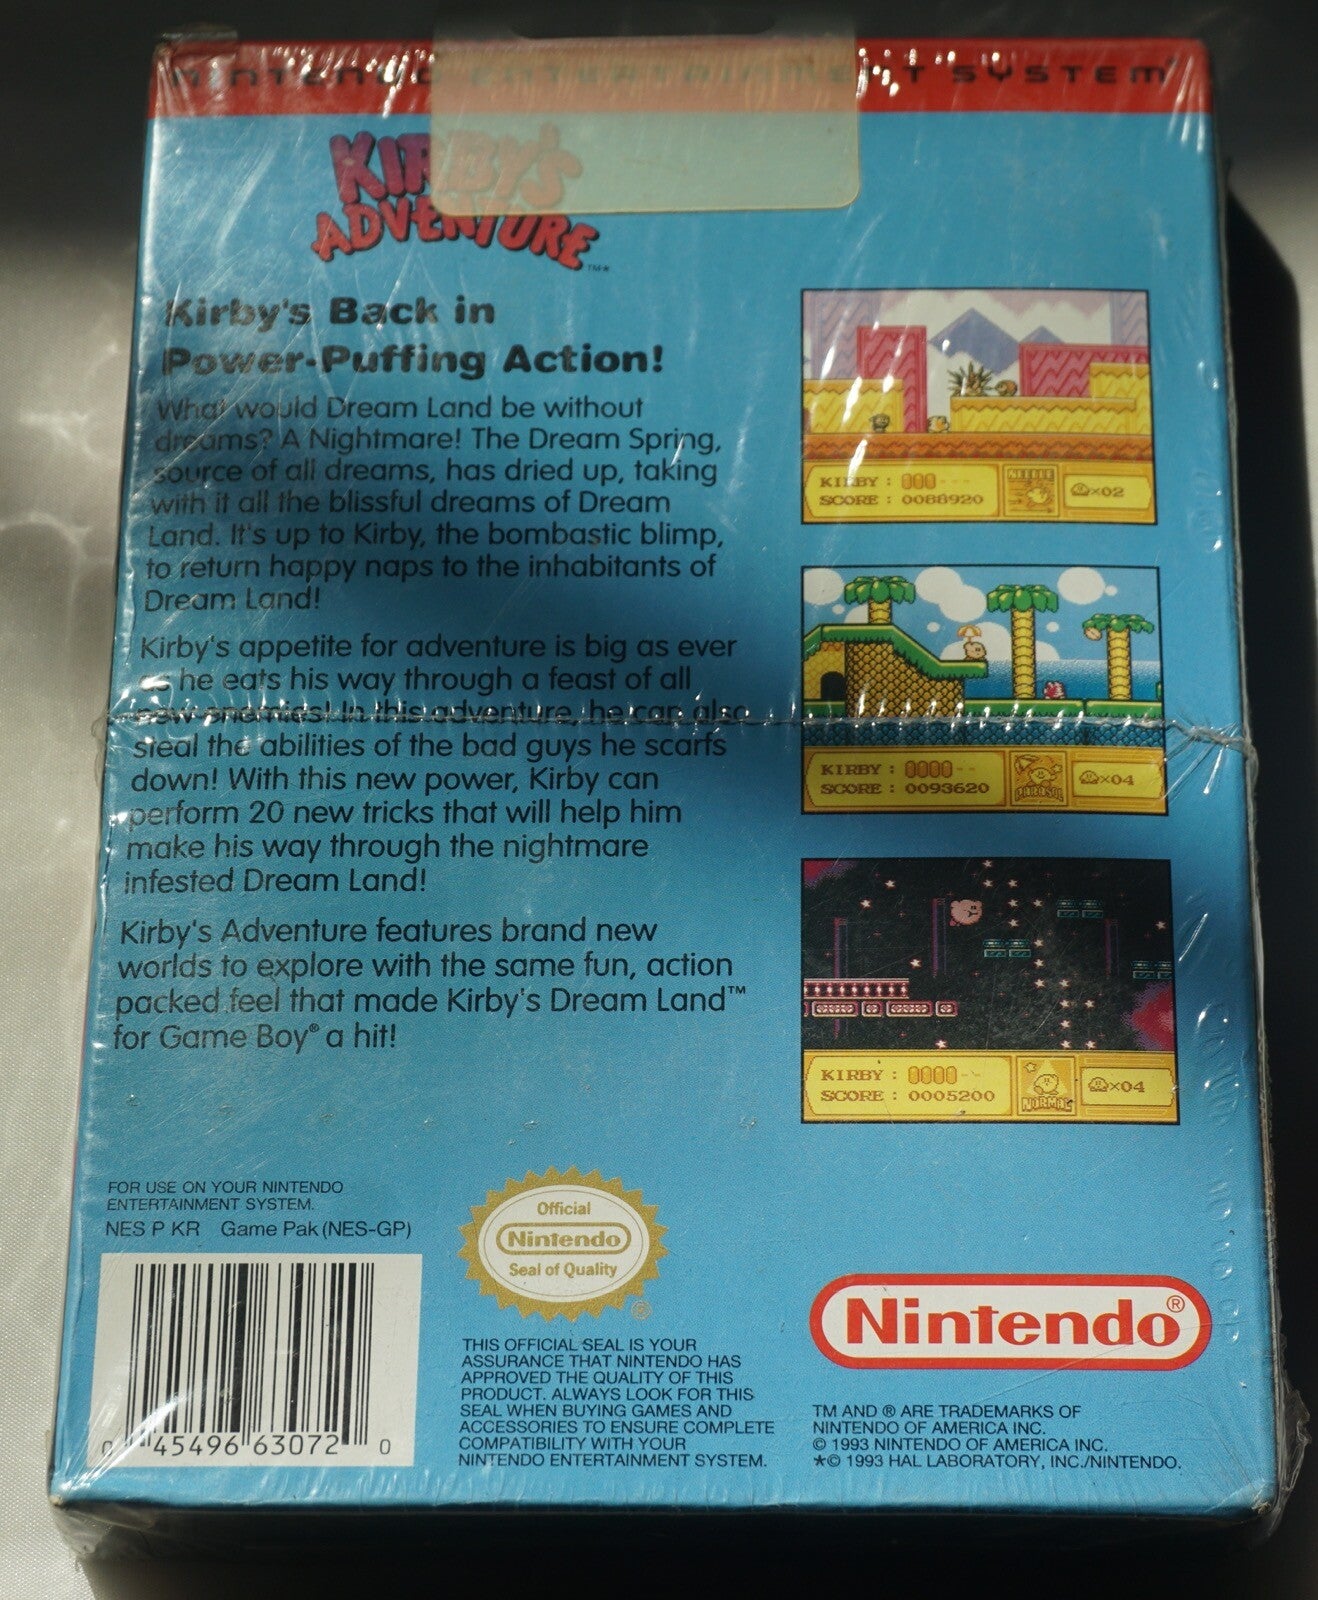 NINTENDO ENTERTAINMENT SYSTEM®
KIRBY'S
ADVENTURE™*
Kirby's Back in
Power-Puffing Action!
What would Dream Land be without
dreams? A Nightmare! The Dream Spring,
source of all dreams, has dried up, taking
with it all the blissful dreams of Dream
Land. It's up to Kirby, the bombastic blimp,
to return happy naps to the inhabitants of
Dream Land!
Kirby's appetite for adventure is big as ever
as he eats his way through a feast of all
new enemies! In this adventure, he can also
steal the abilities of the bad guys he scarfs
down! With this new power, Kirby can
perform 20 new tricks that will help him
make his way through the nightmare
infested Dream Land!
Kirby's Adventure features brand new
worlds to explore with the same fun, action
packed feel that made Kirby's Dream Land™
for Game Boy® a hit!
KIRBY :
SCORE : 0088920
NEEDLE
×02
KIRBY :
SCORE : 0093620
PARASOL
×04
KIRBY :
SCORE : 0005200
NORMAL
×04
FOR USE ON YOUR NINTENDO
ENTERTAINMENT SYSTEM.
NES P KR Game Pak (NES-GP)
0 45496 63072 0
Official
Nintendo
Seal of Quality
®
THIS OFFICIAL SEAL IS YOUR
ASSURANCE THAT NINTENDO HAS
APPROVED THE QUALITY OF THIS
PRODUCT. ALWAYS LOOK FOR THIS
SEAL WHEN BUYING GAMES AND
ACCESSORIES TO ENSURE COMPLETE
COMPATIBILITY WITH YOUR
NINTENDO ENTERTAINMENT SYSTEM.
Nintendo®
TM AND ® ARE TRADEMARKS OF
NINTENDO OF AMERICA INC.
© 1993 NINTENDO OF AMERICA INC.
*© 1993 HAL LABORATORY, INC./NINTENDO.